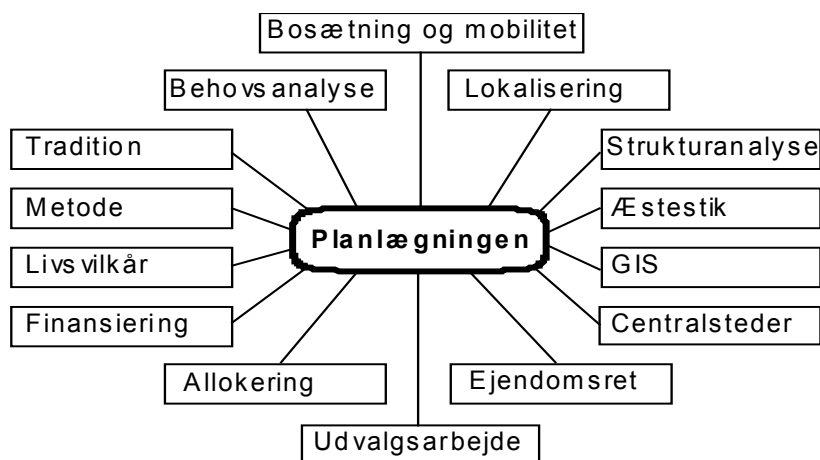 Bosætning og mobilitet
Behovsanalyse
Lokalisering
Tradition
Strukturanalyse
Metode
Æstestik
Planlægningen
Livsvilkår
GIS
Finansiering
Centralsteder
Allokering
Ejendomsret
Udvalgsarbejde